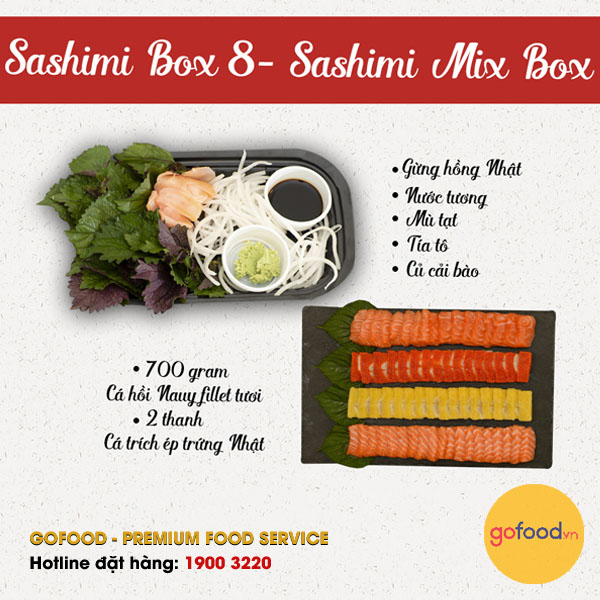 Sashimi Box 8- Sashimi Mix Box
• Gừng hồng Nhật
• Nước tương
• Mù tạt
• Tía tô
• Củ cải bào
• 700 gram
Cá hồi Nauy fillet tươi
• 2 thanh
Cá trích ép trứng Nhật
GOFOOD - PREMIUM FOOD SERVICE
Hotline đặt hàng: 1900 3220
gofood.vn